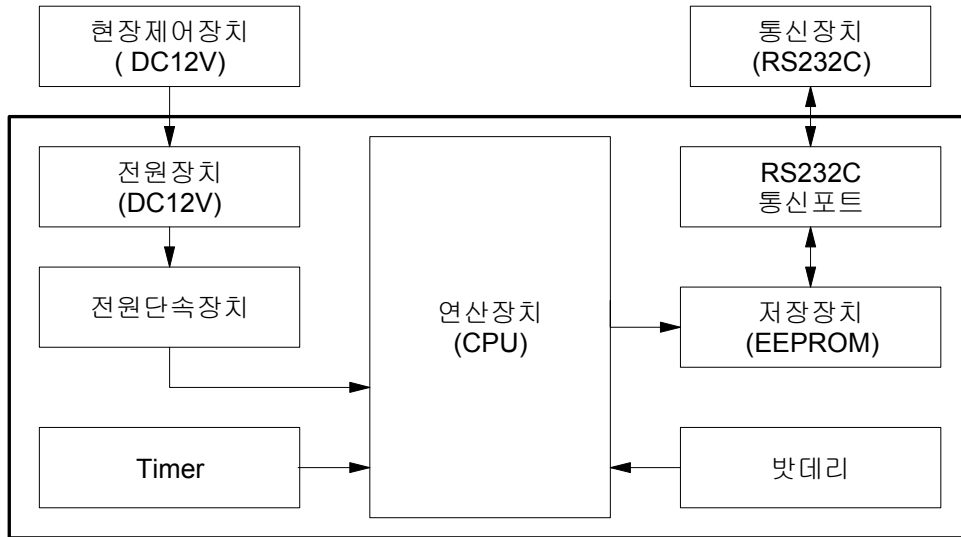 현장제어장치
( DC12V)
통신장치
(RS232C)
전원장치
(DC12V)
RS232C
통신포트
전원단속장치
연산장치
(CPU)
저장장치
(EEPROM)
Timer
밧데리